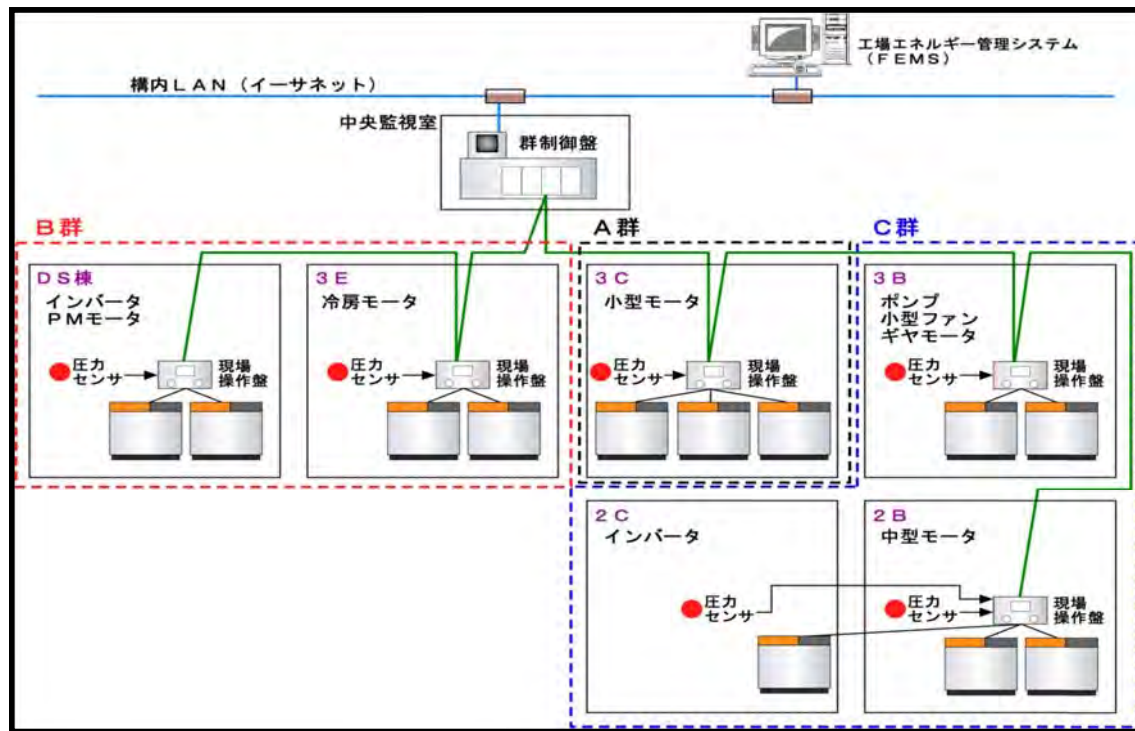 工場エネルギー管理システム
（ＦＥＭＳ）
構内ＬＡＮ（イーサネット）
中央監視室
群制御盤
Ｂ群
Ａ群
Ｃ群
ＤＳ棟
インバータ
ＰＭモータ
圧力
センサ
現場
操作盤
３Ｅ
冷房モータ
圧力
センサ
現場
操作盤
３Ｃ
小型モータ
圧力
センサ
現場
操作盤
３Ｂ
ポンプ
小型ファン
ギヤモータ
圧力
センサ
現場
操作盤
２Ｃ
インバータ
圧力
センサ
２Ｂ
中型モータ
圧力
センサ
現場
操作盤